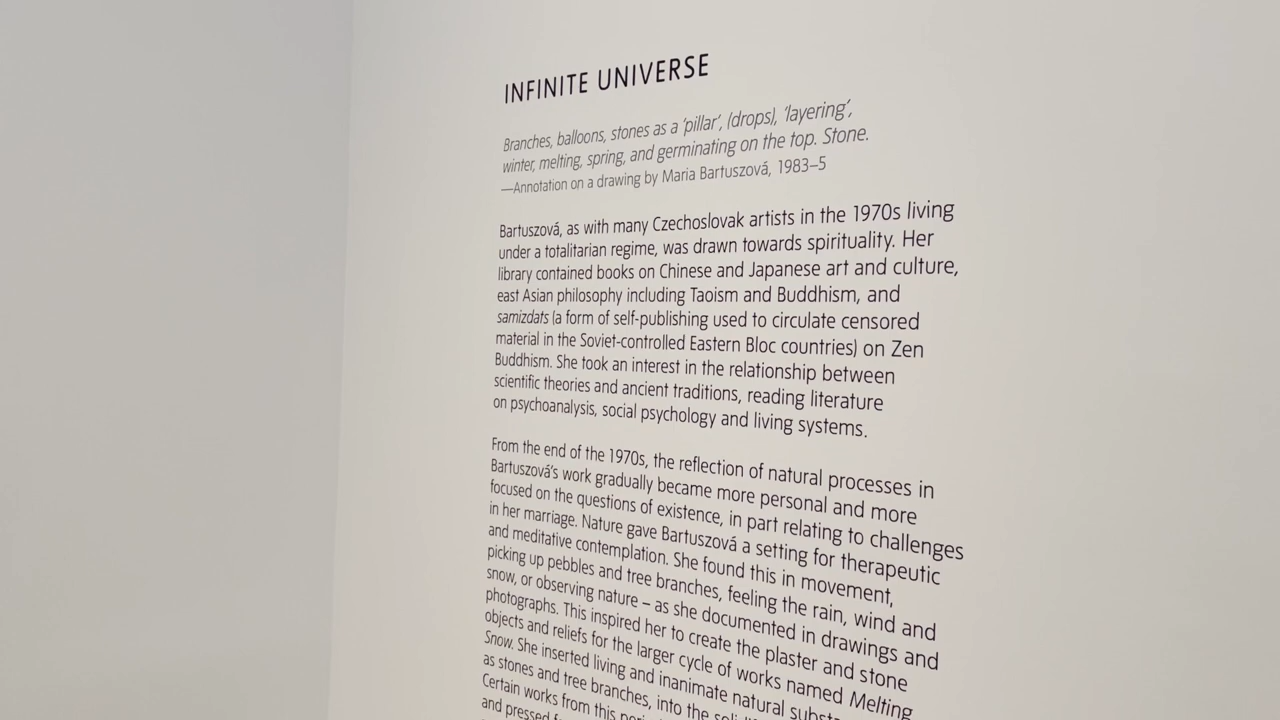 INFINITE UNIVERSE
Branches, balloons, stones as a ‘pillar’, (drops), ‘layering’,
winter, melting, spring, and germinating on the top. Stone.
—Annotation on a drawing by Maria Bartuszová, 1983–5
Bartuszová, as with many Czechoslovak artists in the 1970s living
under a totalitarian regime, was drawn towards spirituality. Her
library contained books on Chinese and Japanese art and culture,
east Asian philosophy including Taoism and Buddhism, and
samizdats (a form of self-publishing used to circulate censored
material in the Soviet-controlled Eastern Bloc countries) on Zen
Buddhism. She took an interest in the relationship between
scientific theories and ancient traditions, reading literature
on psychoanalysis, social psychology and living systems.
From the end of the 1970s, the reflection of natural processes in
Bartuszová’s work gradually became more personal and more
focused on the questions of existence, in part relating to challenges
in her marriage. Nature gave Bartuszová a setting for therapeutic
and meditative contemplation. She found this in movement,
picking up pebbles and tree branches, feeling the rain, wind and
snow, or observing nature – as she documented in drawings and
photographs. This inspired her to create the plaster and stone
objects and reliefs for the larger cycle of works named Melting
Snow. She inserted living and inanimate natural
as stones and tree branches, into the
Certain works from this
and pressed